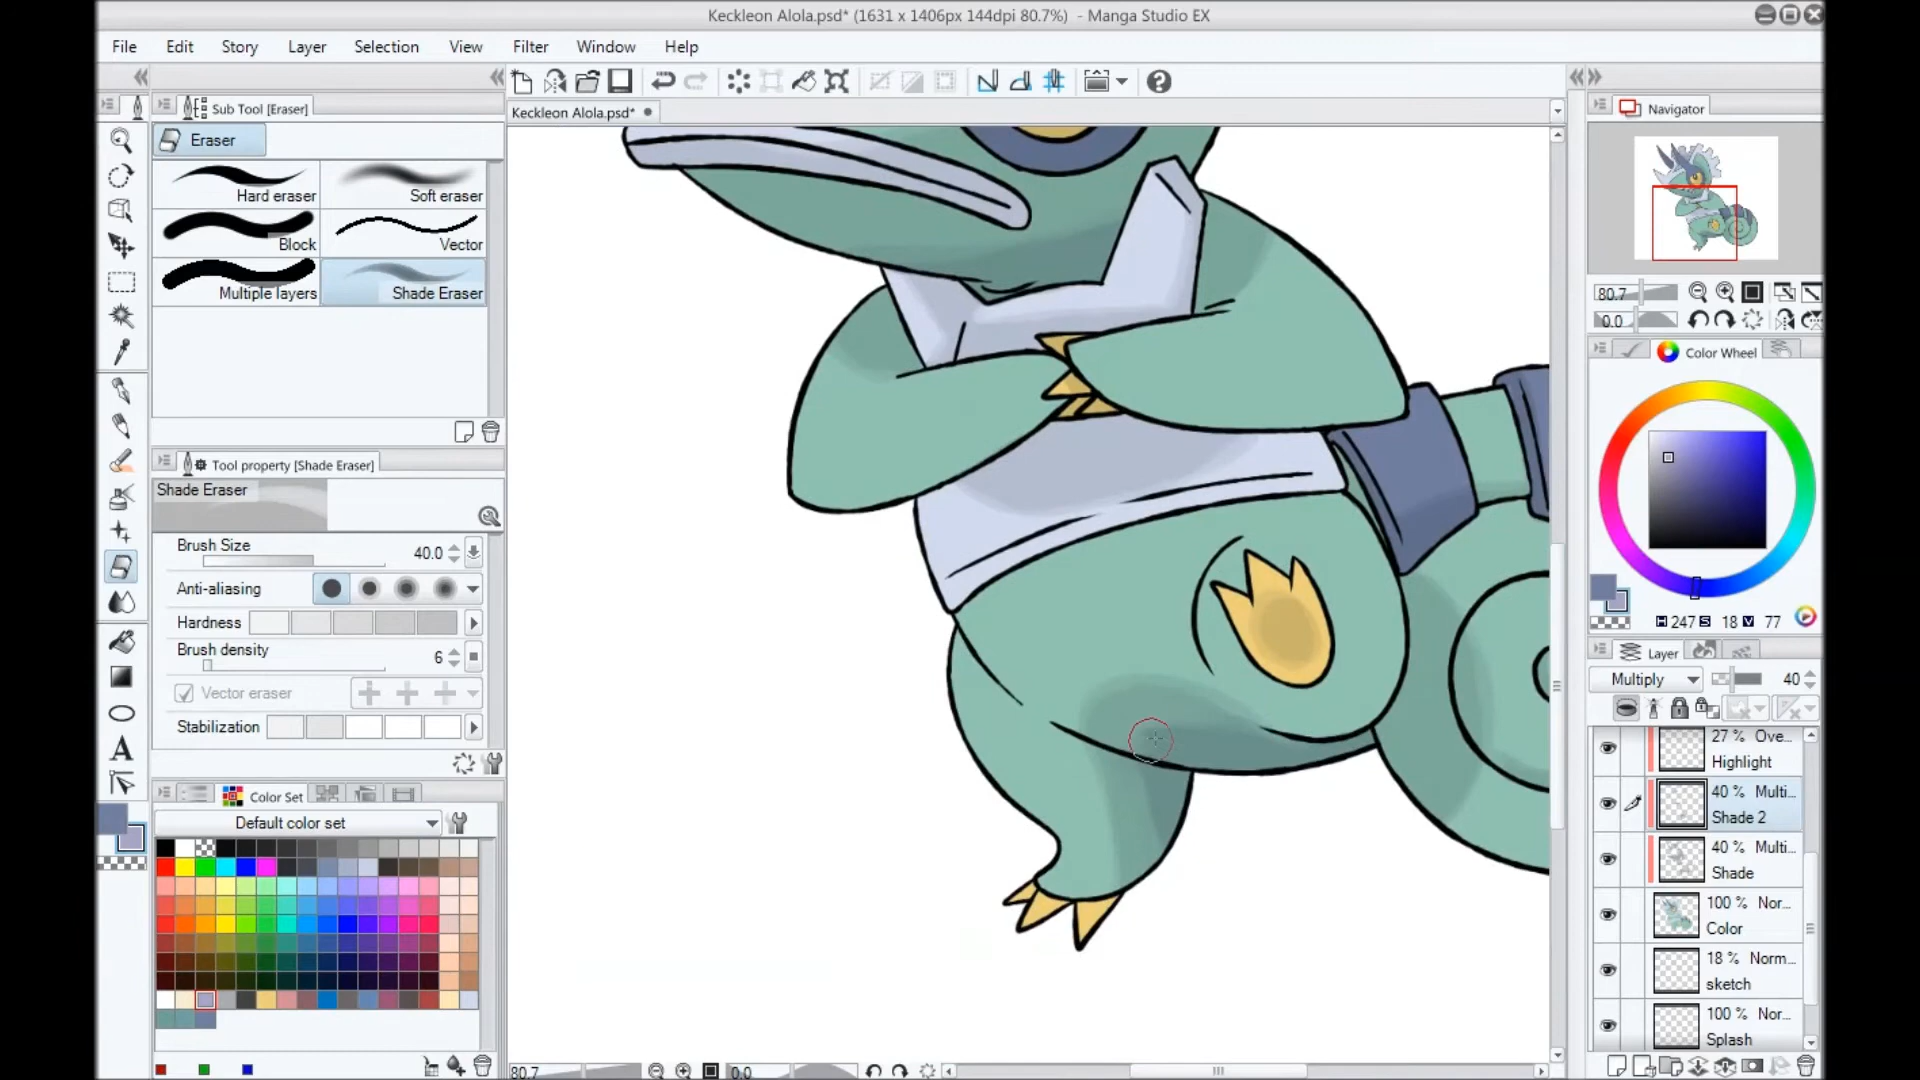 Keckleon Alola.psd* (1631 x 1406px 144dpi 80.7%) - Manga Studio EX
File Edit Story Layer Selection View Filter Window Help
Sub Tool [Eraser]
Eraser
Hard eraser
Soft eraser
Block
Vector
Multiple layers
Shade Eraser
Tool property [Shade Eraser]
Shade Eraser
Brush Size 40.0
Anti-aliasing
Hardness
Brush density 6
Vector eraser
Stabilization
Color Set
Default color set
Keckleon Alola.psd*
80.7 0.0
Navigator
80.7
0.0
Color Wheel
H 247 S 18 V 77
Layer
Multiply 40
27 % Ove...
Highlight
40 % Multi...
Shade 2
40 % Multi...
Shade
100 % Nor...
Color
18 % Norm...
sketch
100 % Nor...
Splash
A